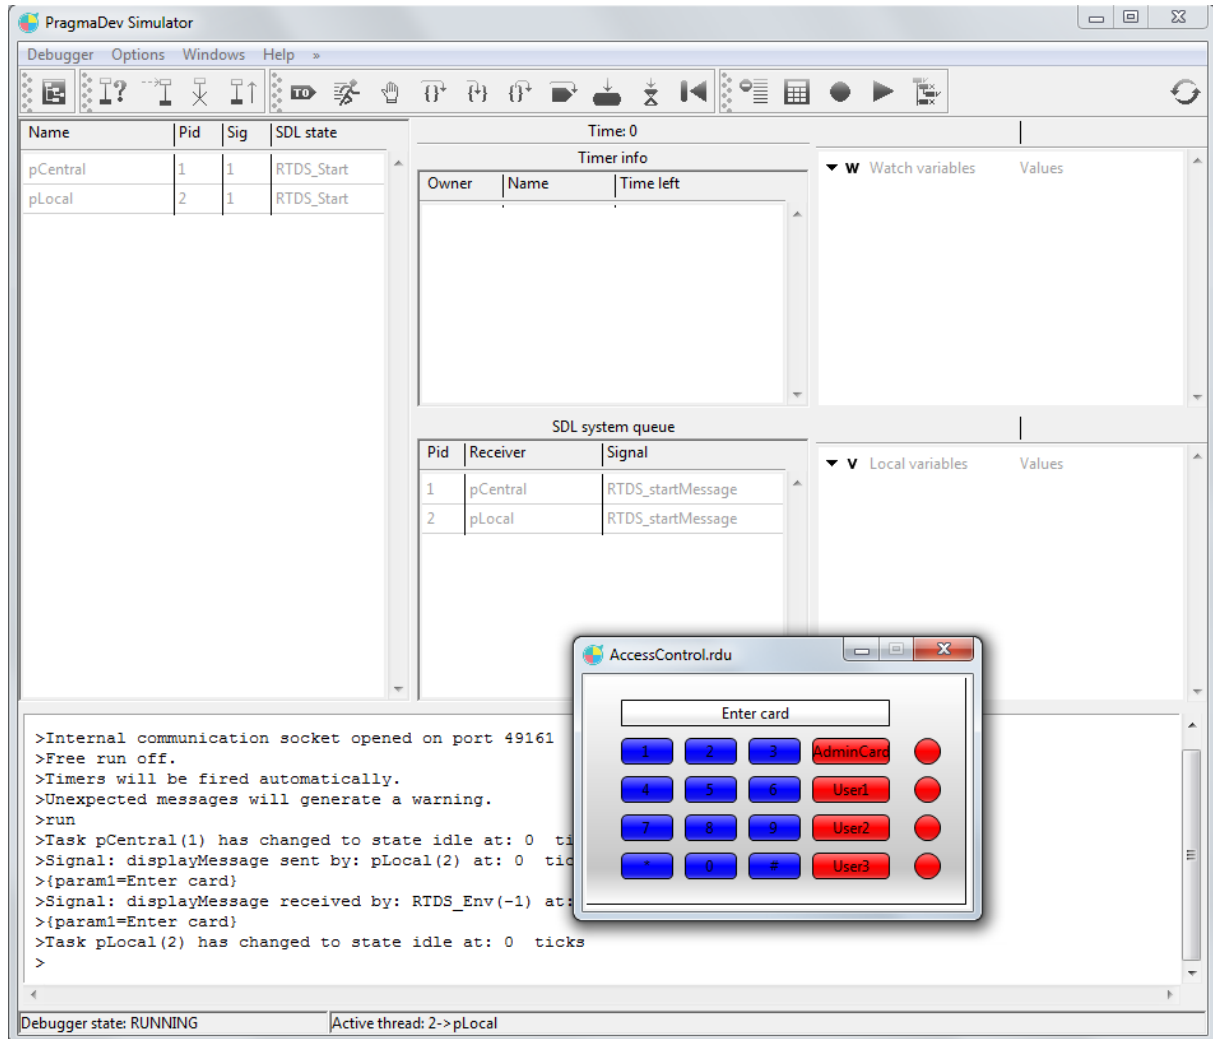 PragmaDev Simulator
Debugger Options Windows Help »
I? TO
Name Pid Sig SDL state
pCentral 1 1 RTDS_Start
pLocal 2 1 RTDS_Start
Time: 0
Timer info
Owner Name Time left
W Watch variables Values
SDL system queue
Pid Receiver Signal
1 pCentral RTDS_startMessage
2 pLocal RTDS_startMessage
V Local variables Values
AccessControl.rdu
Enter card
1 2 3 AdminCard
4 5 6 User1
7 8 9 User2
* 0 # User3
>Internal communication socket opened on port 49161
>Free run off.
>Timers will be fired automatically.
>Unexpected messages will generate a warning.
>run
>Task pCentral(1) has changed to state idle at: 0 ti
>Signal: displayMessage sent by: pLocal(2) at: 0 tic
>{param1=Enter card}
>Signal: displayMessage received by: RTDS_Env(-1) at:
>{param1=Enter card}
>Task pLocal(2) has changed to state idle at: 0 ticks
>
Debugger state: RUNNING Active thread: 2->pLocal